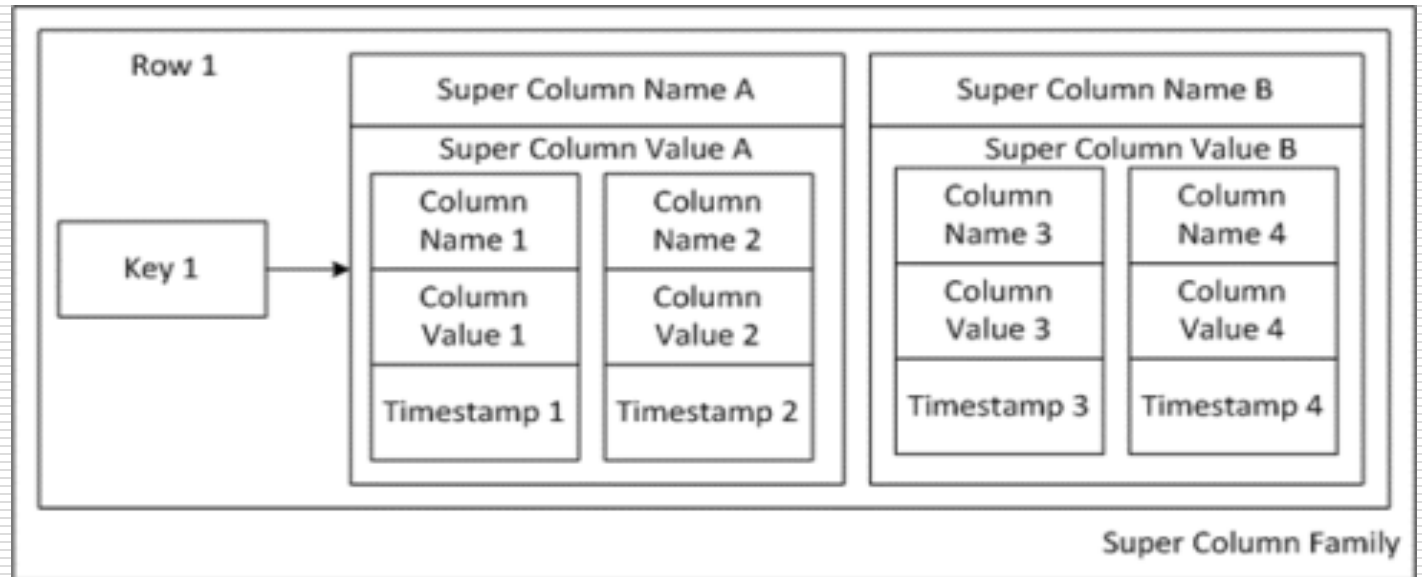 Row 1
Key 1
Super Column Name A
Super Column Value A
Column
Name 1
Column
Value 1
Timestamp 1
Column
Name 2
Column
Value 2
Timestamp 2
Super Column Name B
Super Column Value B
Column
Name 3
Column
Value 3
Timestamp 3
Column
Name 4
Column
Value 4
Timestamp 4
Super Column Family